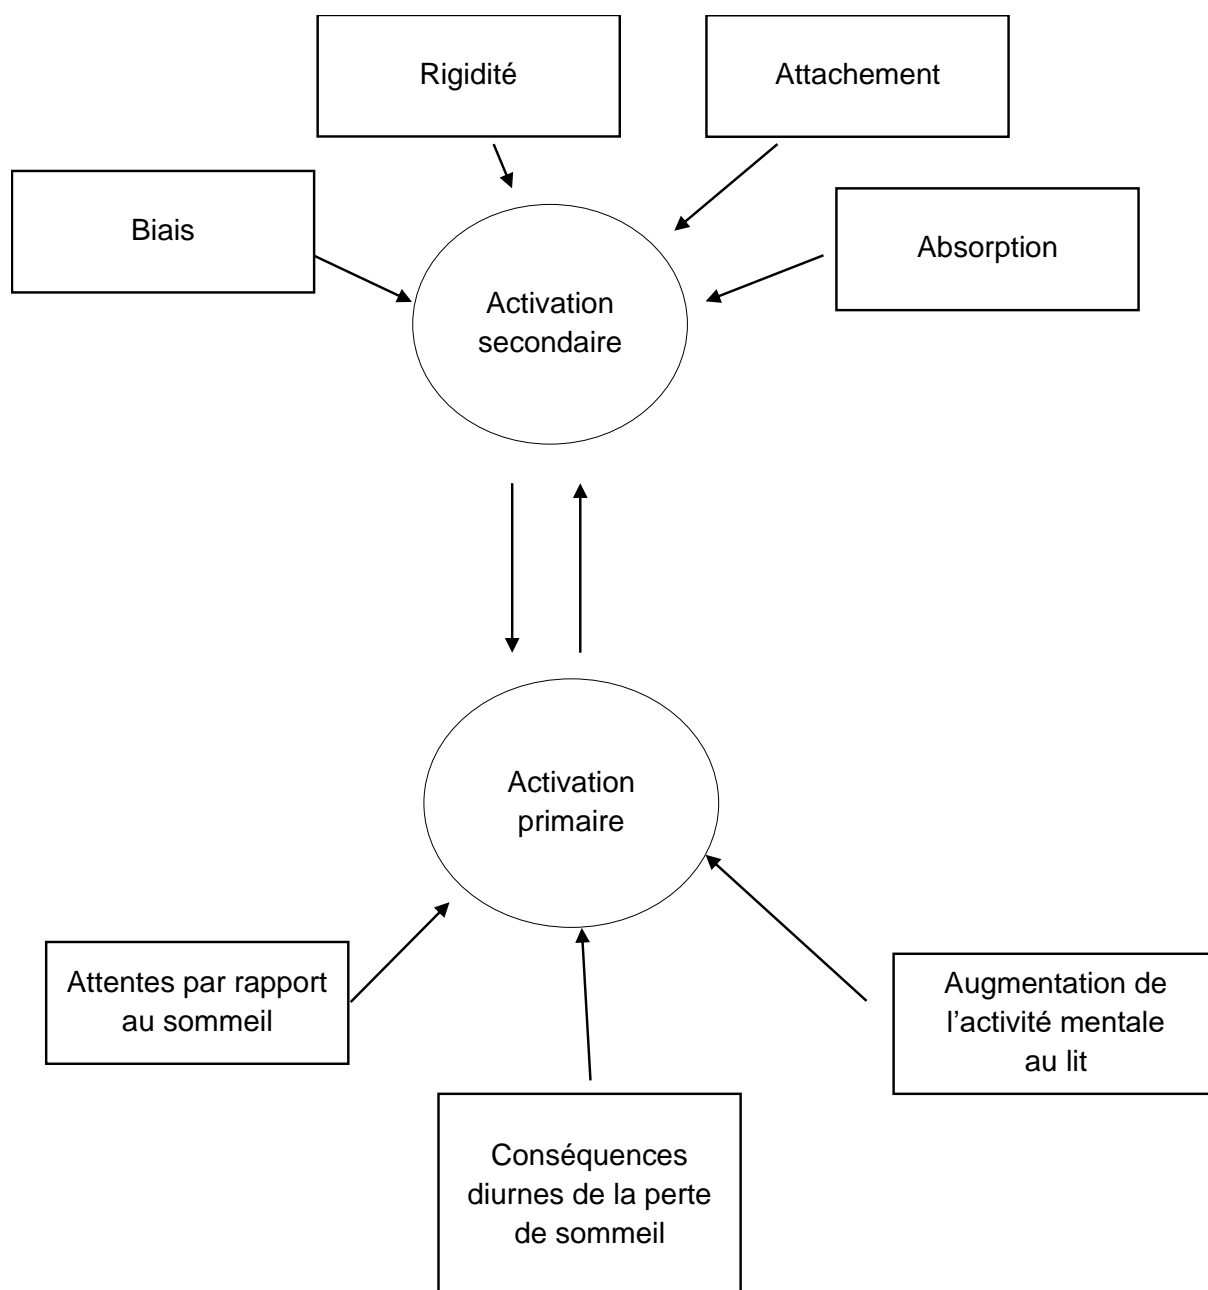 Rigidité
Attachement
Biais
Absorption
Activation
secondaire
Activation
primaire
Attentes par rapport
au sommeil
Augmentation de
l’activité mentale
au lit
Conséquences
diurnes de la perte
de sommeil